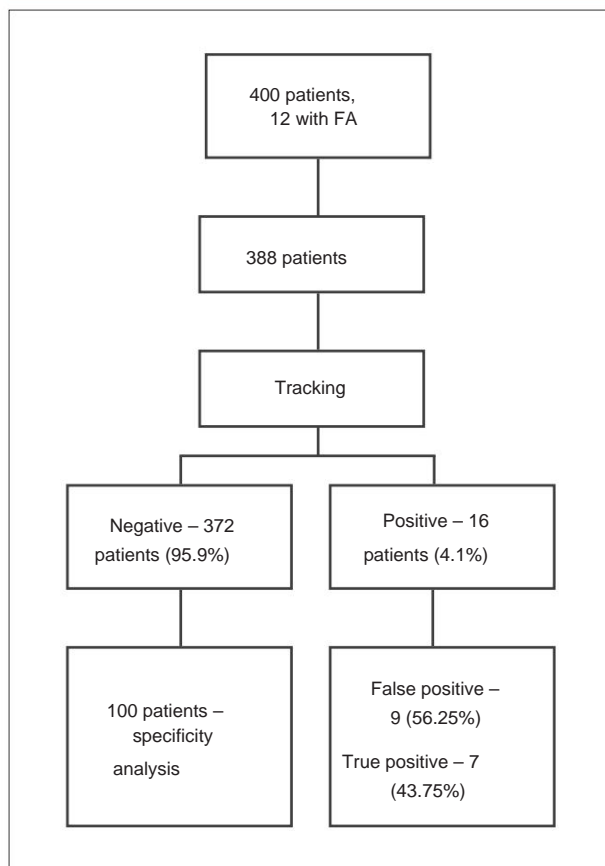 400 patients,
12 with FA
388 patients
Tracking
Negative – 372
patients (95.9%)
Positive – 16
patients (4.1%)
100 patients –
specificity
analysis
False positive –
9 (56.25%)
True positive – 7
(43.75%)